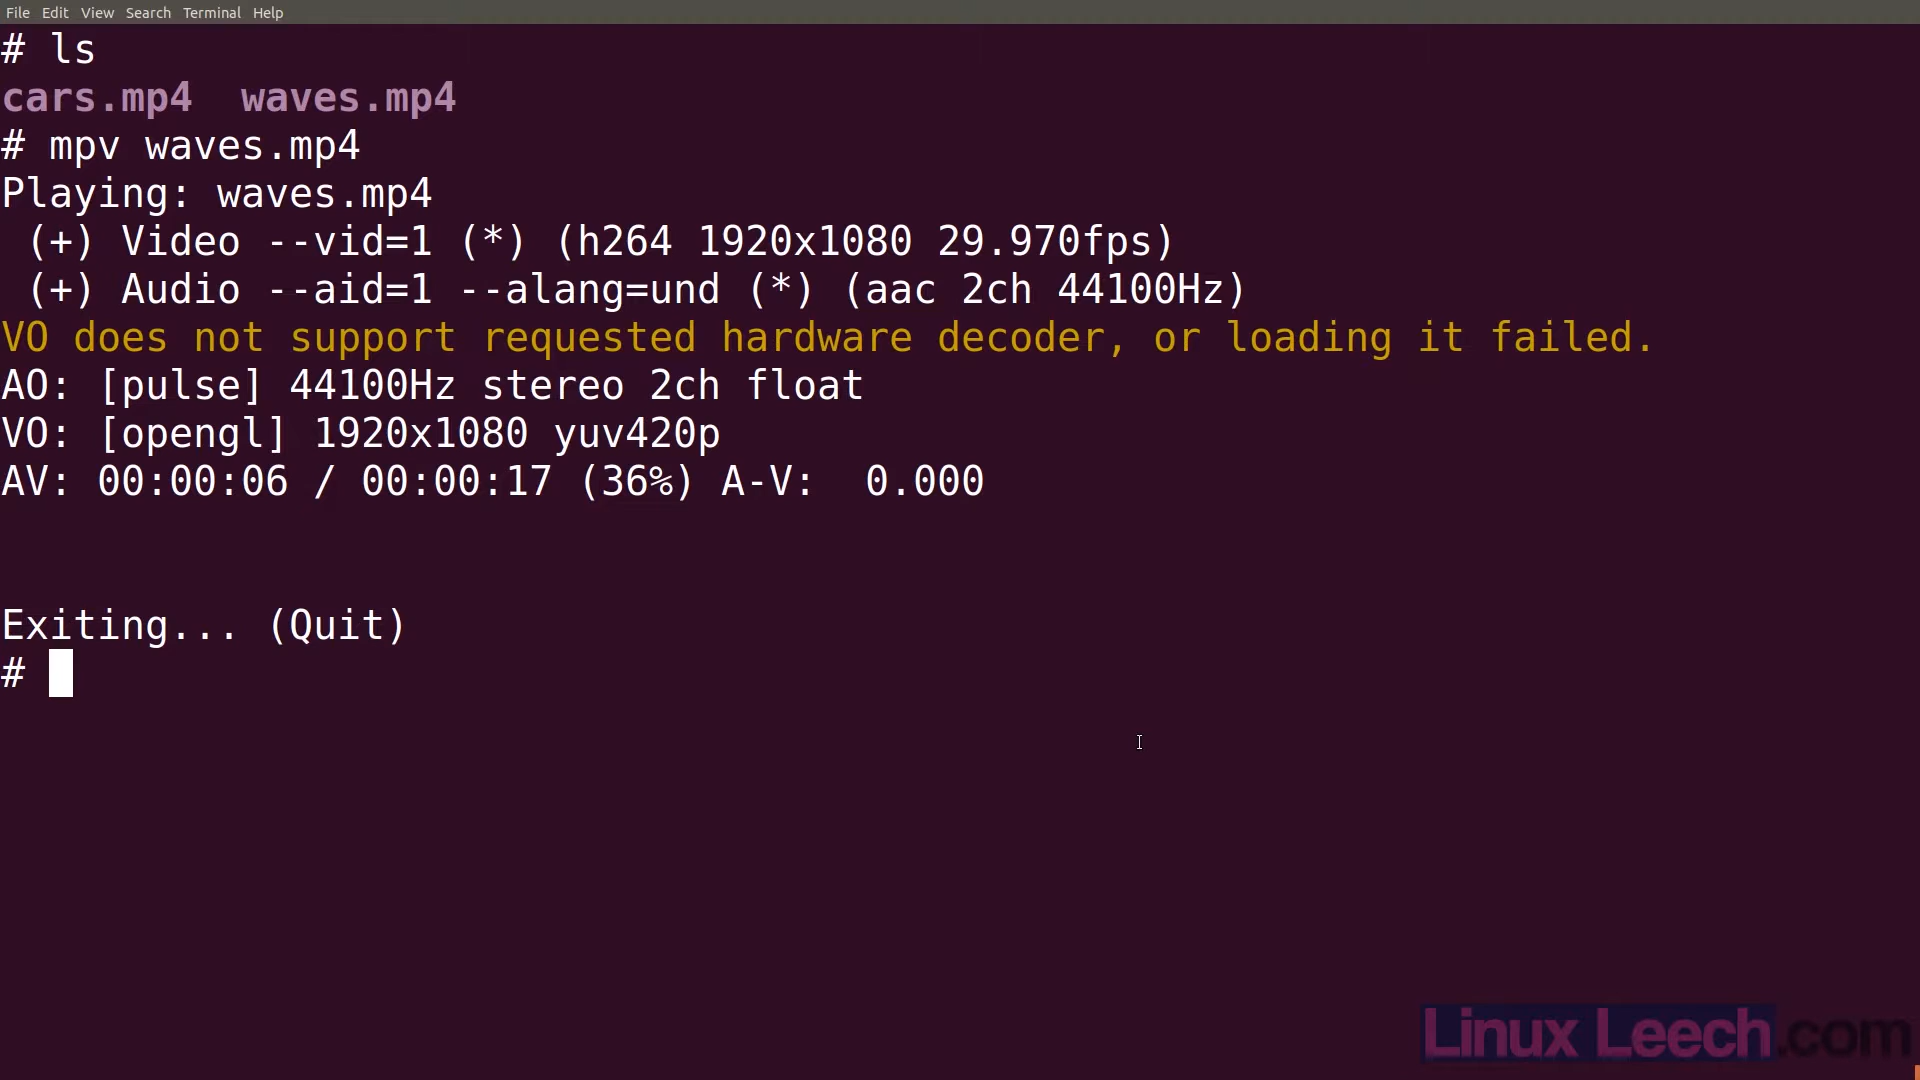 File Edit View Search Terminal Help
# ls
cars.mp4  waves.mp4
# mpv waves.mp4
Playing: waves.mp4
 (+) Video --vid=1 (*) (h264 1920x1080 29.970fps)
 (+) Audio --aid=1 --alang=und (*) (aac 2ch 44100Hz)
VO does not support requested hardware decoder, or loading it failed.
AO: [pulse] 44100Hz stereo 2ch float
VO: [opengl] 1920x1080 yuv420p
AV: 00:00:06 / 00:00:17 (36%) A-V:  0.000
Exiting... (Quit)
#
Linux Leech.com